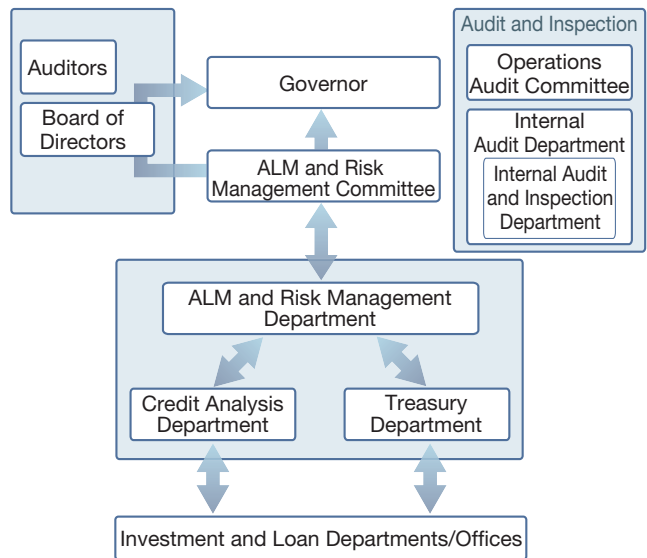 Auditors
Board of
Directors
Governor
ALM and Risk
Management Committee
Audit and Inspection
Operations
Audit Committee
Internal
Audit Department
Internal Audit
and Inspection
Department
ALM and Risk Management
Department
Credit Analysis
Department
Treasury
Department
Investment and Loan Departments/Offices